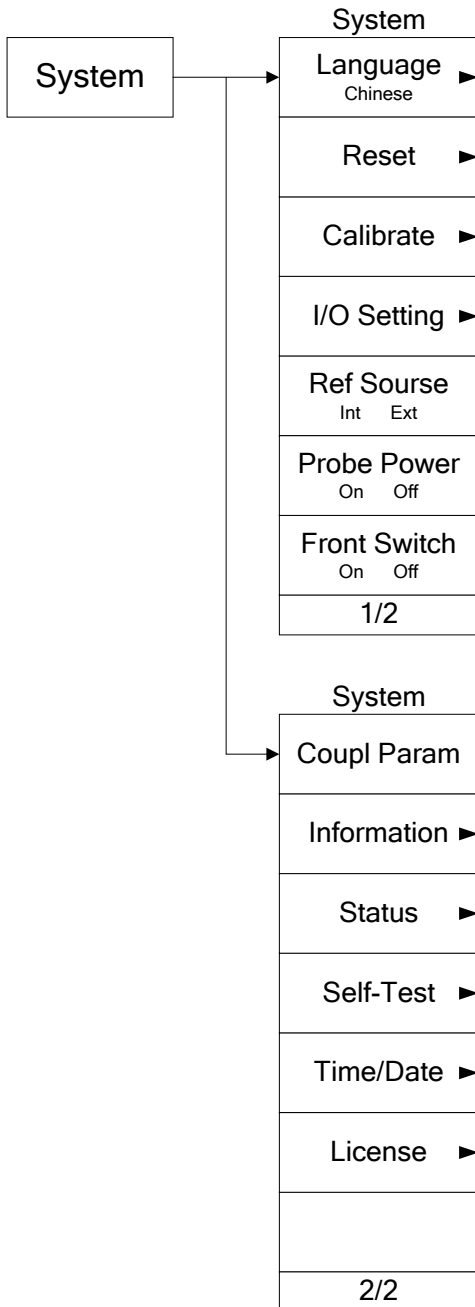 System
System
Language
Chinese
Reset
Calibrate
I/O Setting
Ref Sourse
Int Ext
Probe Power
On Off
Front Switch
On Off
1/2
System
Coupl Param
Information
Status
Self-Test
Time/Date
License
2/2